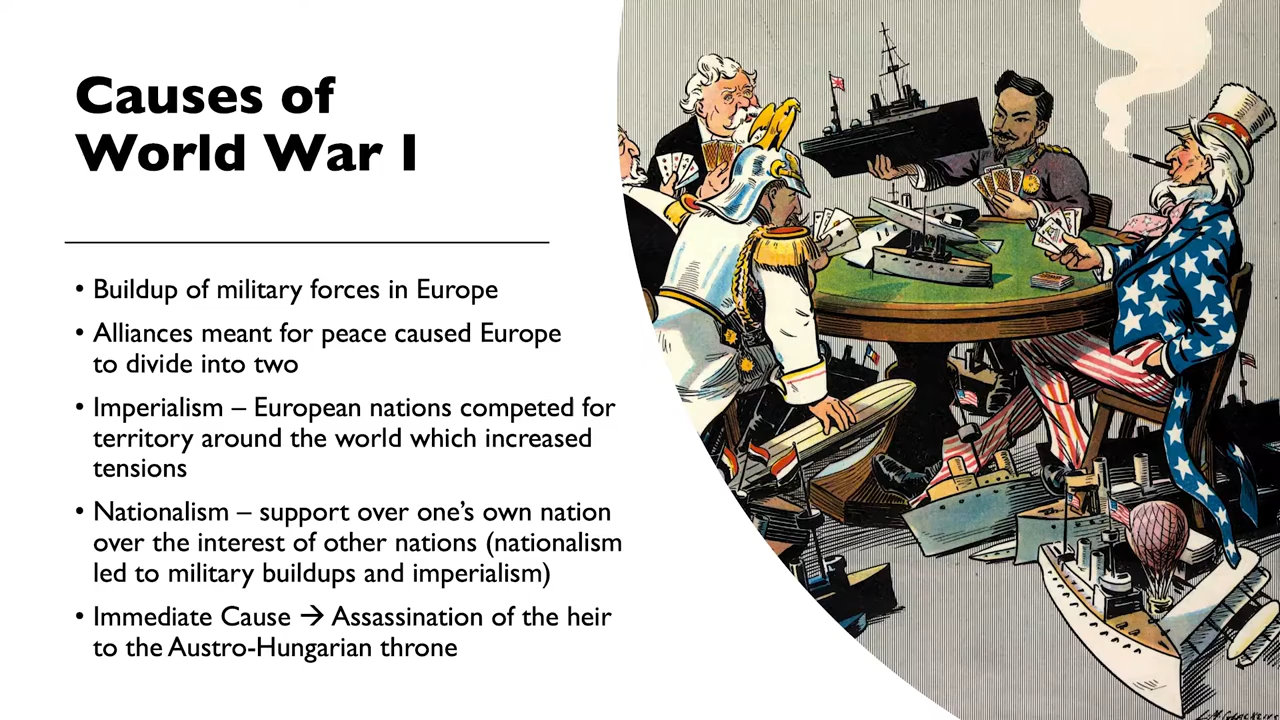 Causes of
World War I
• Buildup of military forces in Europe
• Alliances meant for peace caused Europe
to divide into two
• Imperialism – European nations competed for
territory around the world which increased
tensions
• Nationalism – support over one’s own nation
over the interest of other nations (nationalism
led to military buildups and imperialism)
• Immediate Cause → Assassination of the heir
to the Austro-Hungarian throne